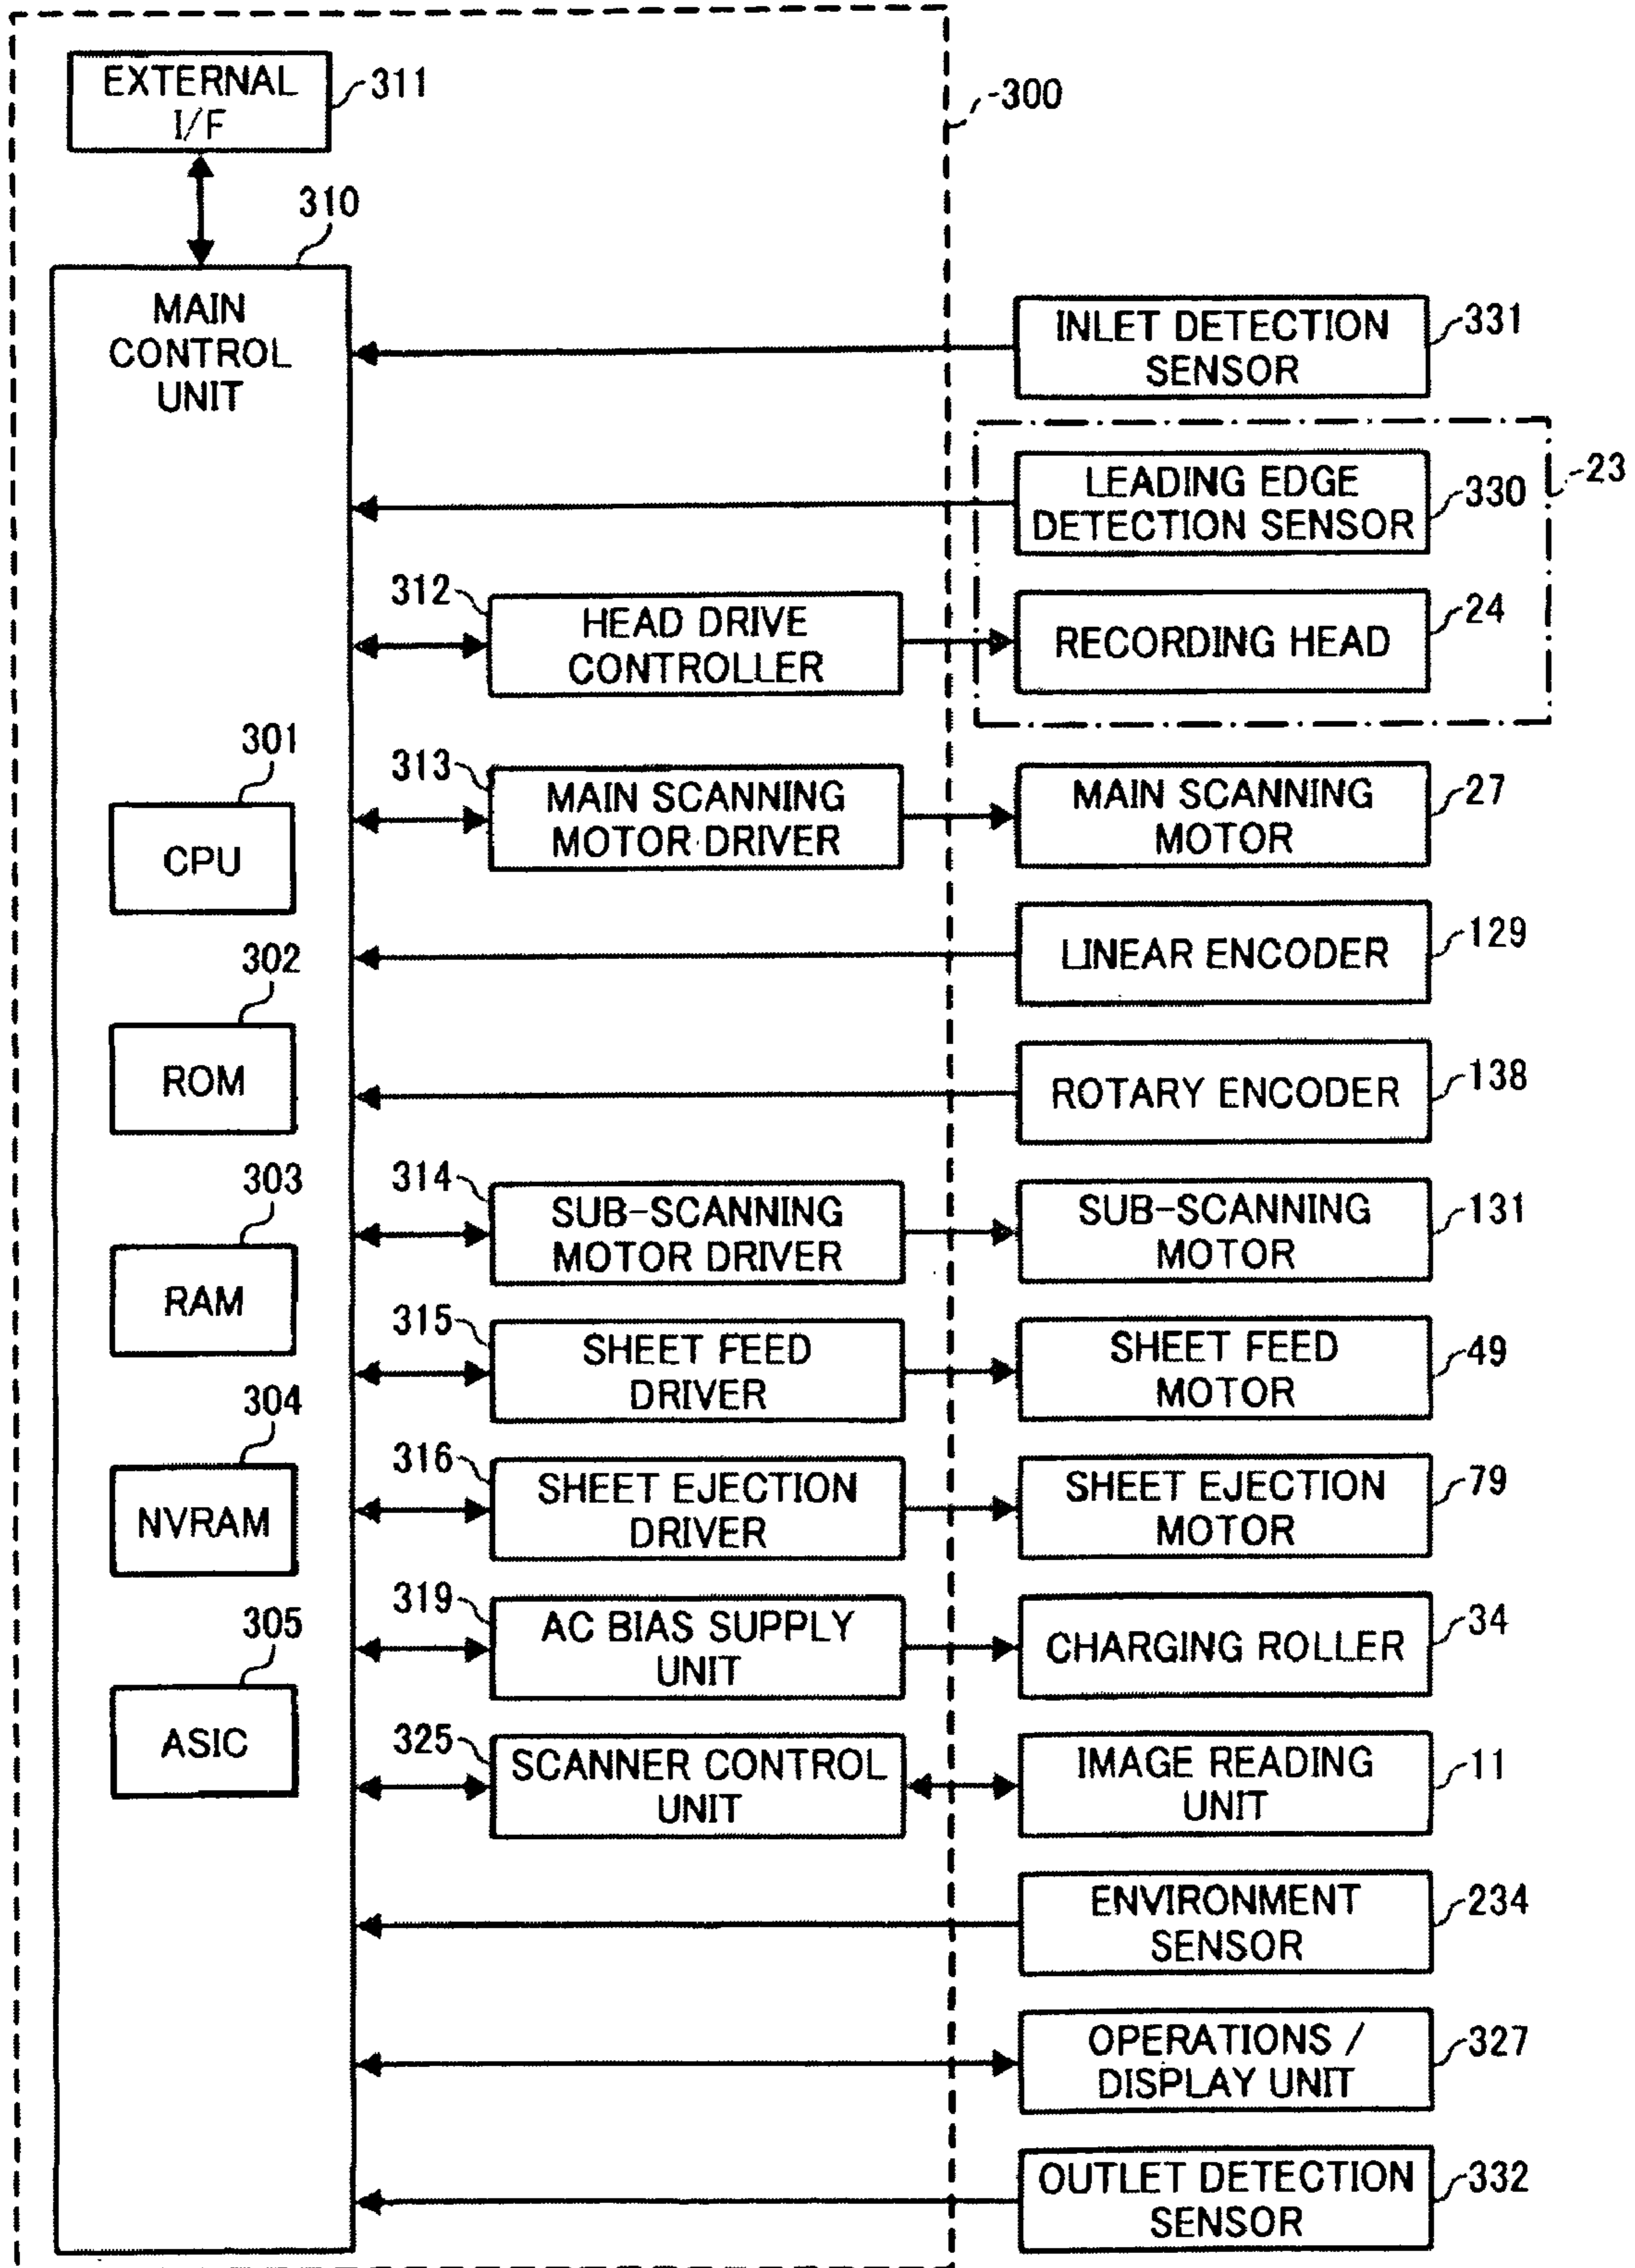 EXTERNAL
I/F
311
300
310
MAIN
CONTROL
UNIT
INLET DETECTION
SENSOR
331
23
LEADING EDGE
DETECTION SENSOR
330
312
HEAD DRIVE
CONTROLLER
RECORDING HEAD
24
301
CPU
313
MAIN SCANNING
MOTOR DRIVER
MAIN SCANNING
MOTOR
27
LINEAR ENCODER
129
302
ROM
ROTARY ENCODER
138
303
RAM
314
SUB-SCANNING
MOTOR DRIVER
SUB-SCANNING
MOTOR
131
315
SHEET FEED
DRIVER
SHEET FEED
MOTOR
49
304
NVRAM
316
SHEET EJECTION
DRIVER
SHEET EJECTION
MOTOR
79
319
AC BIAS SUPPLY
UNIT
CHARGING ROLLER
34
305
ASIC
325
SCANNER CONTROL
UNIT
IMAGE READING
UNIT
11
ENVIRONMENT
SENSOR
234
OPERATIONS /
DISPLAY UNIT
327
OUTLET DETECTION
SENSOR
332